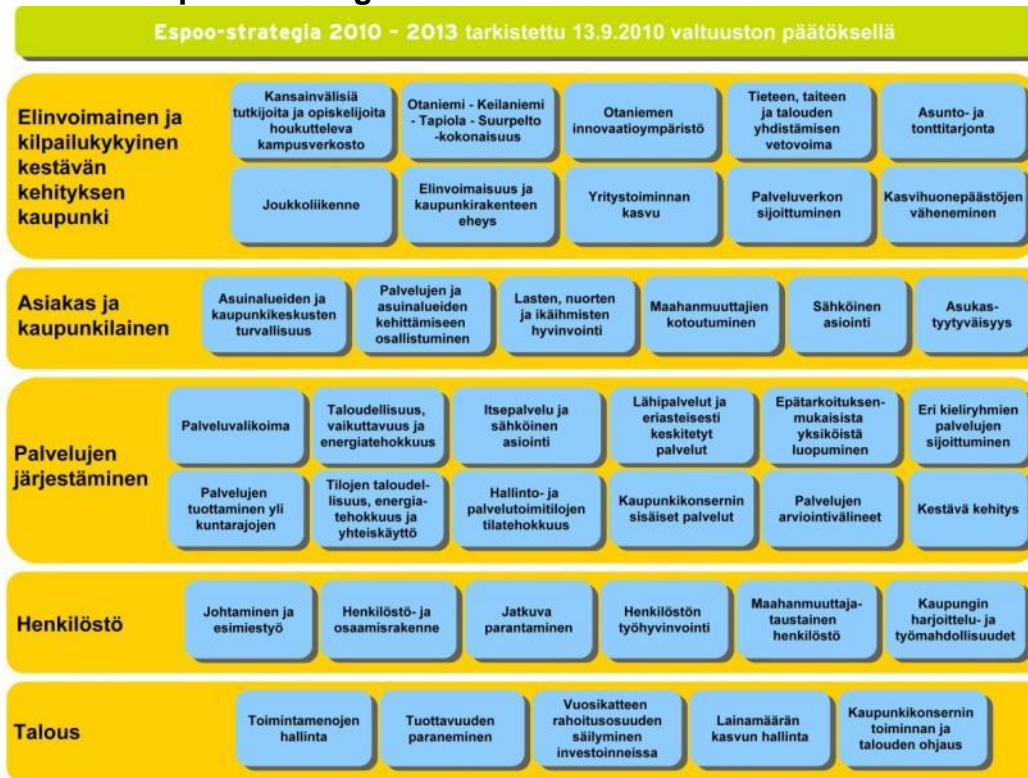 Espoo-strategia 2010 - 2013 tarkistettu 13.9.2010 valtuuston päätöksellä
Elinvoimainen ja
kilpailukykyinen
kestävän
kehityksen
kaupunki
Kansainvälisiä
tutkijoita ja opiskelijoita
houkutteleva
kampusverkosto
Otaniemi - Keilaniemi
- Tapiola - Suurpelto
-kokonaisuus
Otaniemen
innovaatioympäristö
Tieteen, taiteen
ja talouden
yhdistämisen
vetovoima
Asunto- ja
tonttitarjonta
Joukkoliikenne
Elinvoimaisuus ja
kaupunkirakenteen
eheys
Yritystoiminnan
kasvu
Palveluverkon
sijoittuminen
Kasvihuonepäästöjen
väheneminen
Asiakas ja
kaupunkilainen
Asuinalueiden ja
kaupunkikeskusten
turvallisuus
Palvelujen ja
asuinalueiden
kehittämiseen
osallistuminen
Lasten, nuorten
ja ikäihmisten
hyvinvointi
Maahanmuuttajien
kotoutuminen
Sähköinen
asiointi
Asukas-
tyytyväisyys
Palvelujen
järjestäminen
Palveluvalikoima
Taloudellisuus,
vaikuttavuus ja
energiatehokkuus
Itsepalvelu ja
sähköinen
asiointi
Lähipalvelut ja
eriasteisesti
keskitetyt
palvelut
Epätarkoituksen-
mukaisista
yksiköistä
luopuminen
Eri kieliryhmien
palvelujen
sijoittuminen
Palvelujen
tuottaminen yli
kuntarajojen
Tilojen taloudel-
lisuus, energia-
tehokkuus ja
yhteiskäyttö
Hallinto- ja
palvelutoimitilojen
tilatehokkuus
Kaupunkikonsernin
sisäiset palvelut
Palvelujen
arviointivälineet
Kestävä kehitys
Henkilöstö
Johtaminen ja
esimiestyö
Henkilöstö- ja
osaamisrakenne
Jatkuva
parantaminen
Henkilöstön
työhyvinvointi
Maahanmuuttaja-
taustainen
henkilöstö
Kaupungin
harjoittelu- ja
työmahdollisuudet
Talous
Toimintamenojen
hallinta
Tuottavuuden
paraneminen
Vuosikatteen
rahoitusosuuden
säilyminen
investoinneissa
Lainamäärän
kasvun hallinta
Kaupunkikonsernin
toiminnan ja
talouden ohjaus